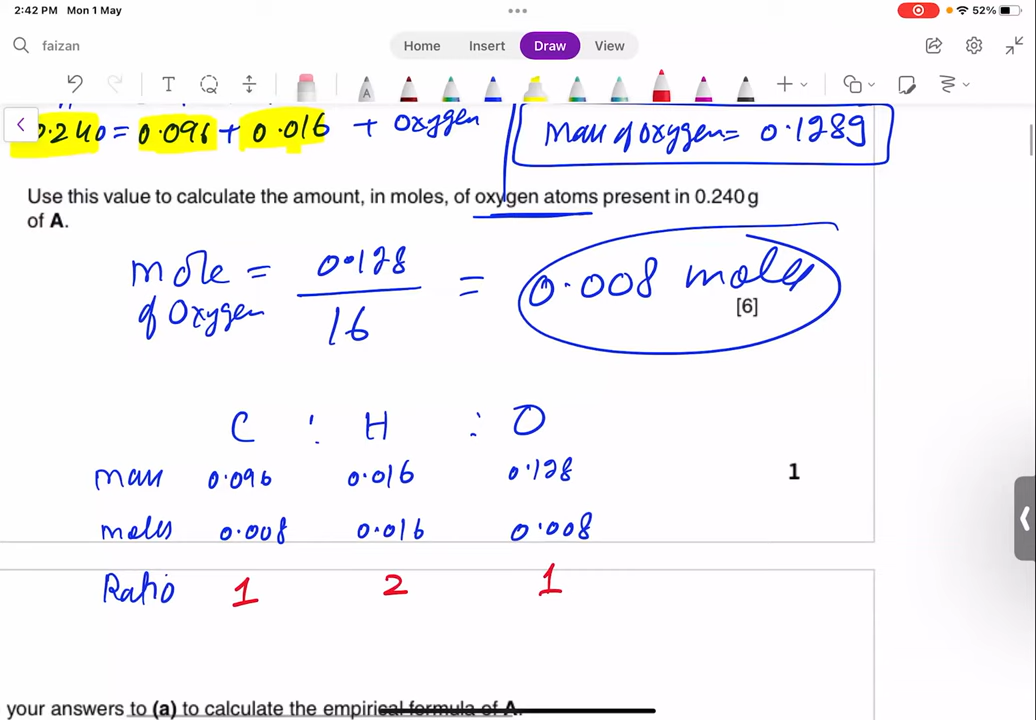 2:42 PM Mon 1 May
52%
faizan
Home Insert Draw View
0.240 = 0.096 + 0.016 + Oxygen
Mass of oxygen = 0.128g
Use this value to calculate the amount, in moles, of oxygen atoms present in 0.240 g
of A.
mole of Oxygen = 0.128 / 16 = 0.008 moles
[6]
C : H : O
mass 0.096 0.016 0.128
1
moles 0.008 0.016 0.008
Ratio 1 2 1
your answers to (a) to calculate the empirical formula of A.